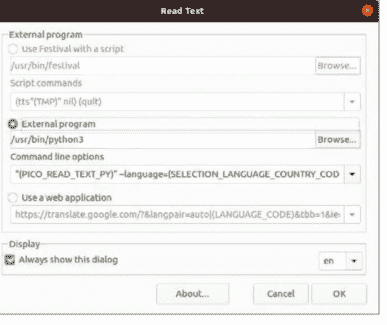 Read Text
External program
Use Festival with a script
/usr/bin/festival
Browse...
Script commands
(tts"(TMP)" nil) (quit)
External program
/usr/bin/python3
Browse...
Command line options
"(PICO_READ_TEXT_PY)" –language=(SELECTION_LANGUAGE_COUNTRY_COD
Use a web application
https://translate.google.com/?&langpair=auto|(LANGUAGE_CODE)&tbb=1&ie
Display
Always show this dialog
en
About...
Cancel
OK